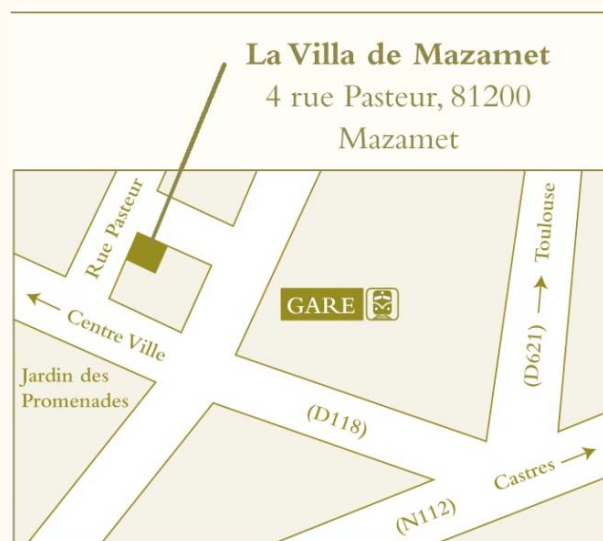 La Villa de Mazamet
4 rue Pasteur, 81200
Mazamet
Rue Pasteur
Toulouse
(D621)
GARE
Centre Ville
Jardin des
Promenades
(D118)
Castres
(N112)